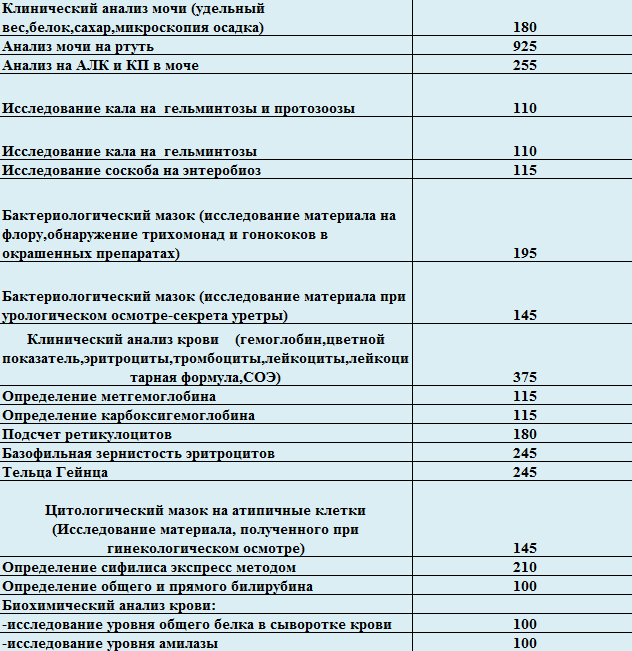 Клинический анализ мочи (удельный
вес,белок,сахар,микроскопия осадка) 180
Анализ мочи на ртуть 925
Анализ на АЛК и КП в моче 255
Исследование кала на гельминтозы и протозоозы 110
Исследование кала на гельминтозы 110
Исследование соскоба на энтеробиоз 115
Бактериологический мазок (исследование материала на
флору,обнаружение трихомонад и гонококов в
окрашенных препаратах) 195
Бактериологический мазок (исследование материала при
урологическом осмотре-секрета уретры) 145
Клинический анализ крови (гемоглобин,цветной
показатель,эритроциты,тромбоциты,лейкоциты,лейкоци
тарная формула,СОЭ) 375
Определение метгемоглобина 115
Определение карбоксигемоглобина 115
Подсчет ретикулоцитов 180
Базофильная зернистость эритроцитов 245
Тельца Гейнца 245
Цитологический мазок на атипичные клетки
(Исследование материала, полученного при
гинекологическом осмотре) 145
Определение сифилиса экспресс методом 210
Определение общего и прямого билирубина 100
Биохимический анализ крови:
-исследование уровня общего белка в сыворотке крови 100
-исследование уровня амилазы 100